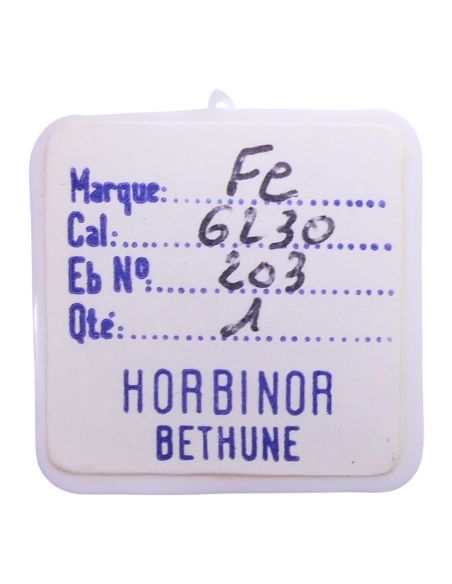 Marque: Fe
Cal: 6230
Eb Nº: 203
Qté: 1
HORBINOR
BETHUNE